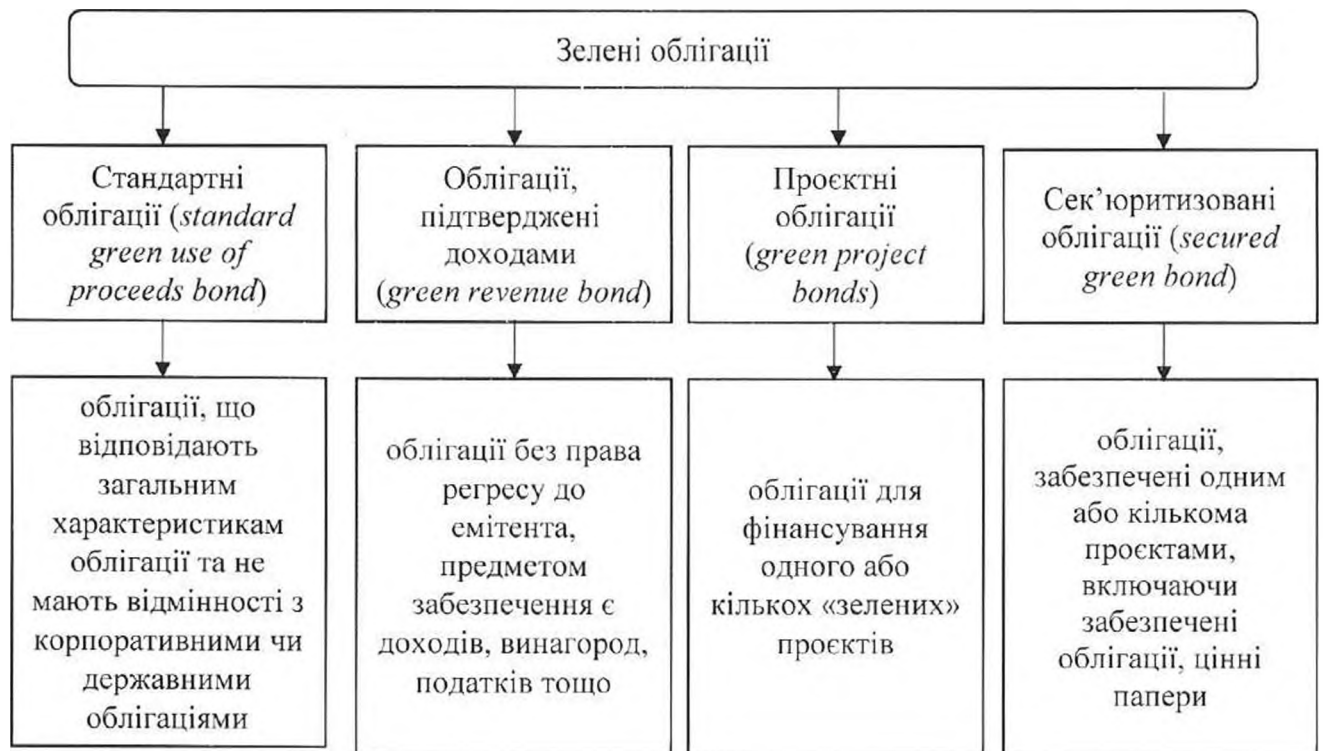 Зелені облігації
Стандартні
облігації (standard
green use of
proceeds bond)
Облігації,
підтверджені
доходами
(green revenue bond)
Проєктні
облігації
(green project
bonds)
Сек’юритизовані
облігації (secured
green bond)
облігації, що
відповідають
загальним
характеристикам
облігації та не
мають відмінності з
корпоративними чи
державними
облігаціями
облігації без права
регресу до
емітента,
предметом
забезпечення є
доходів, винагород,
податків тощо
облігації для
фінансування
одного або
кількох «зелених»
проєктів
облігації,
забезпечені одним
або кількома
проєктами,
включаючи
забезпечені
облігації, цінні
папери